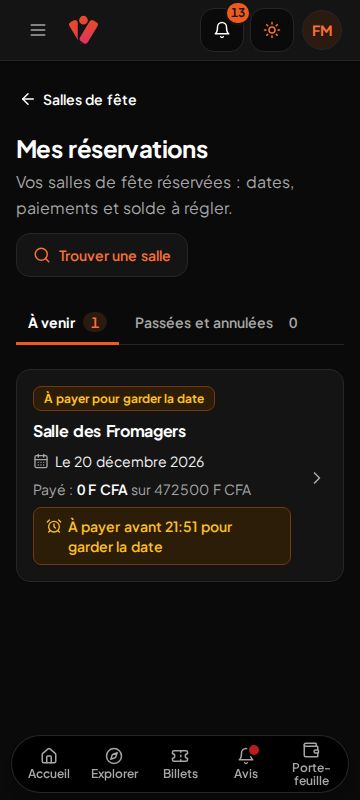 13
FM
Salles de fête
Mes réservations
Vos salles de fête réservées : dates,
paiements et solde à régler.
Trouver une salle
À venir 1 Passées et annulées 0
À payer pour garder la date
Salle des Fromagers
Le 20 décembre 2026
Payé : 0 F CFA sur 472500 F CFA
À payer avant 21:51 pour
garder la date
Accueil Explorer Billets Avis Porte-
feuille